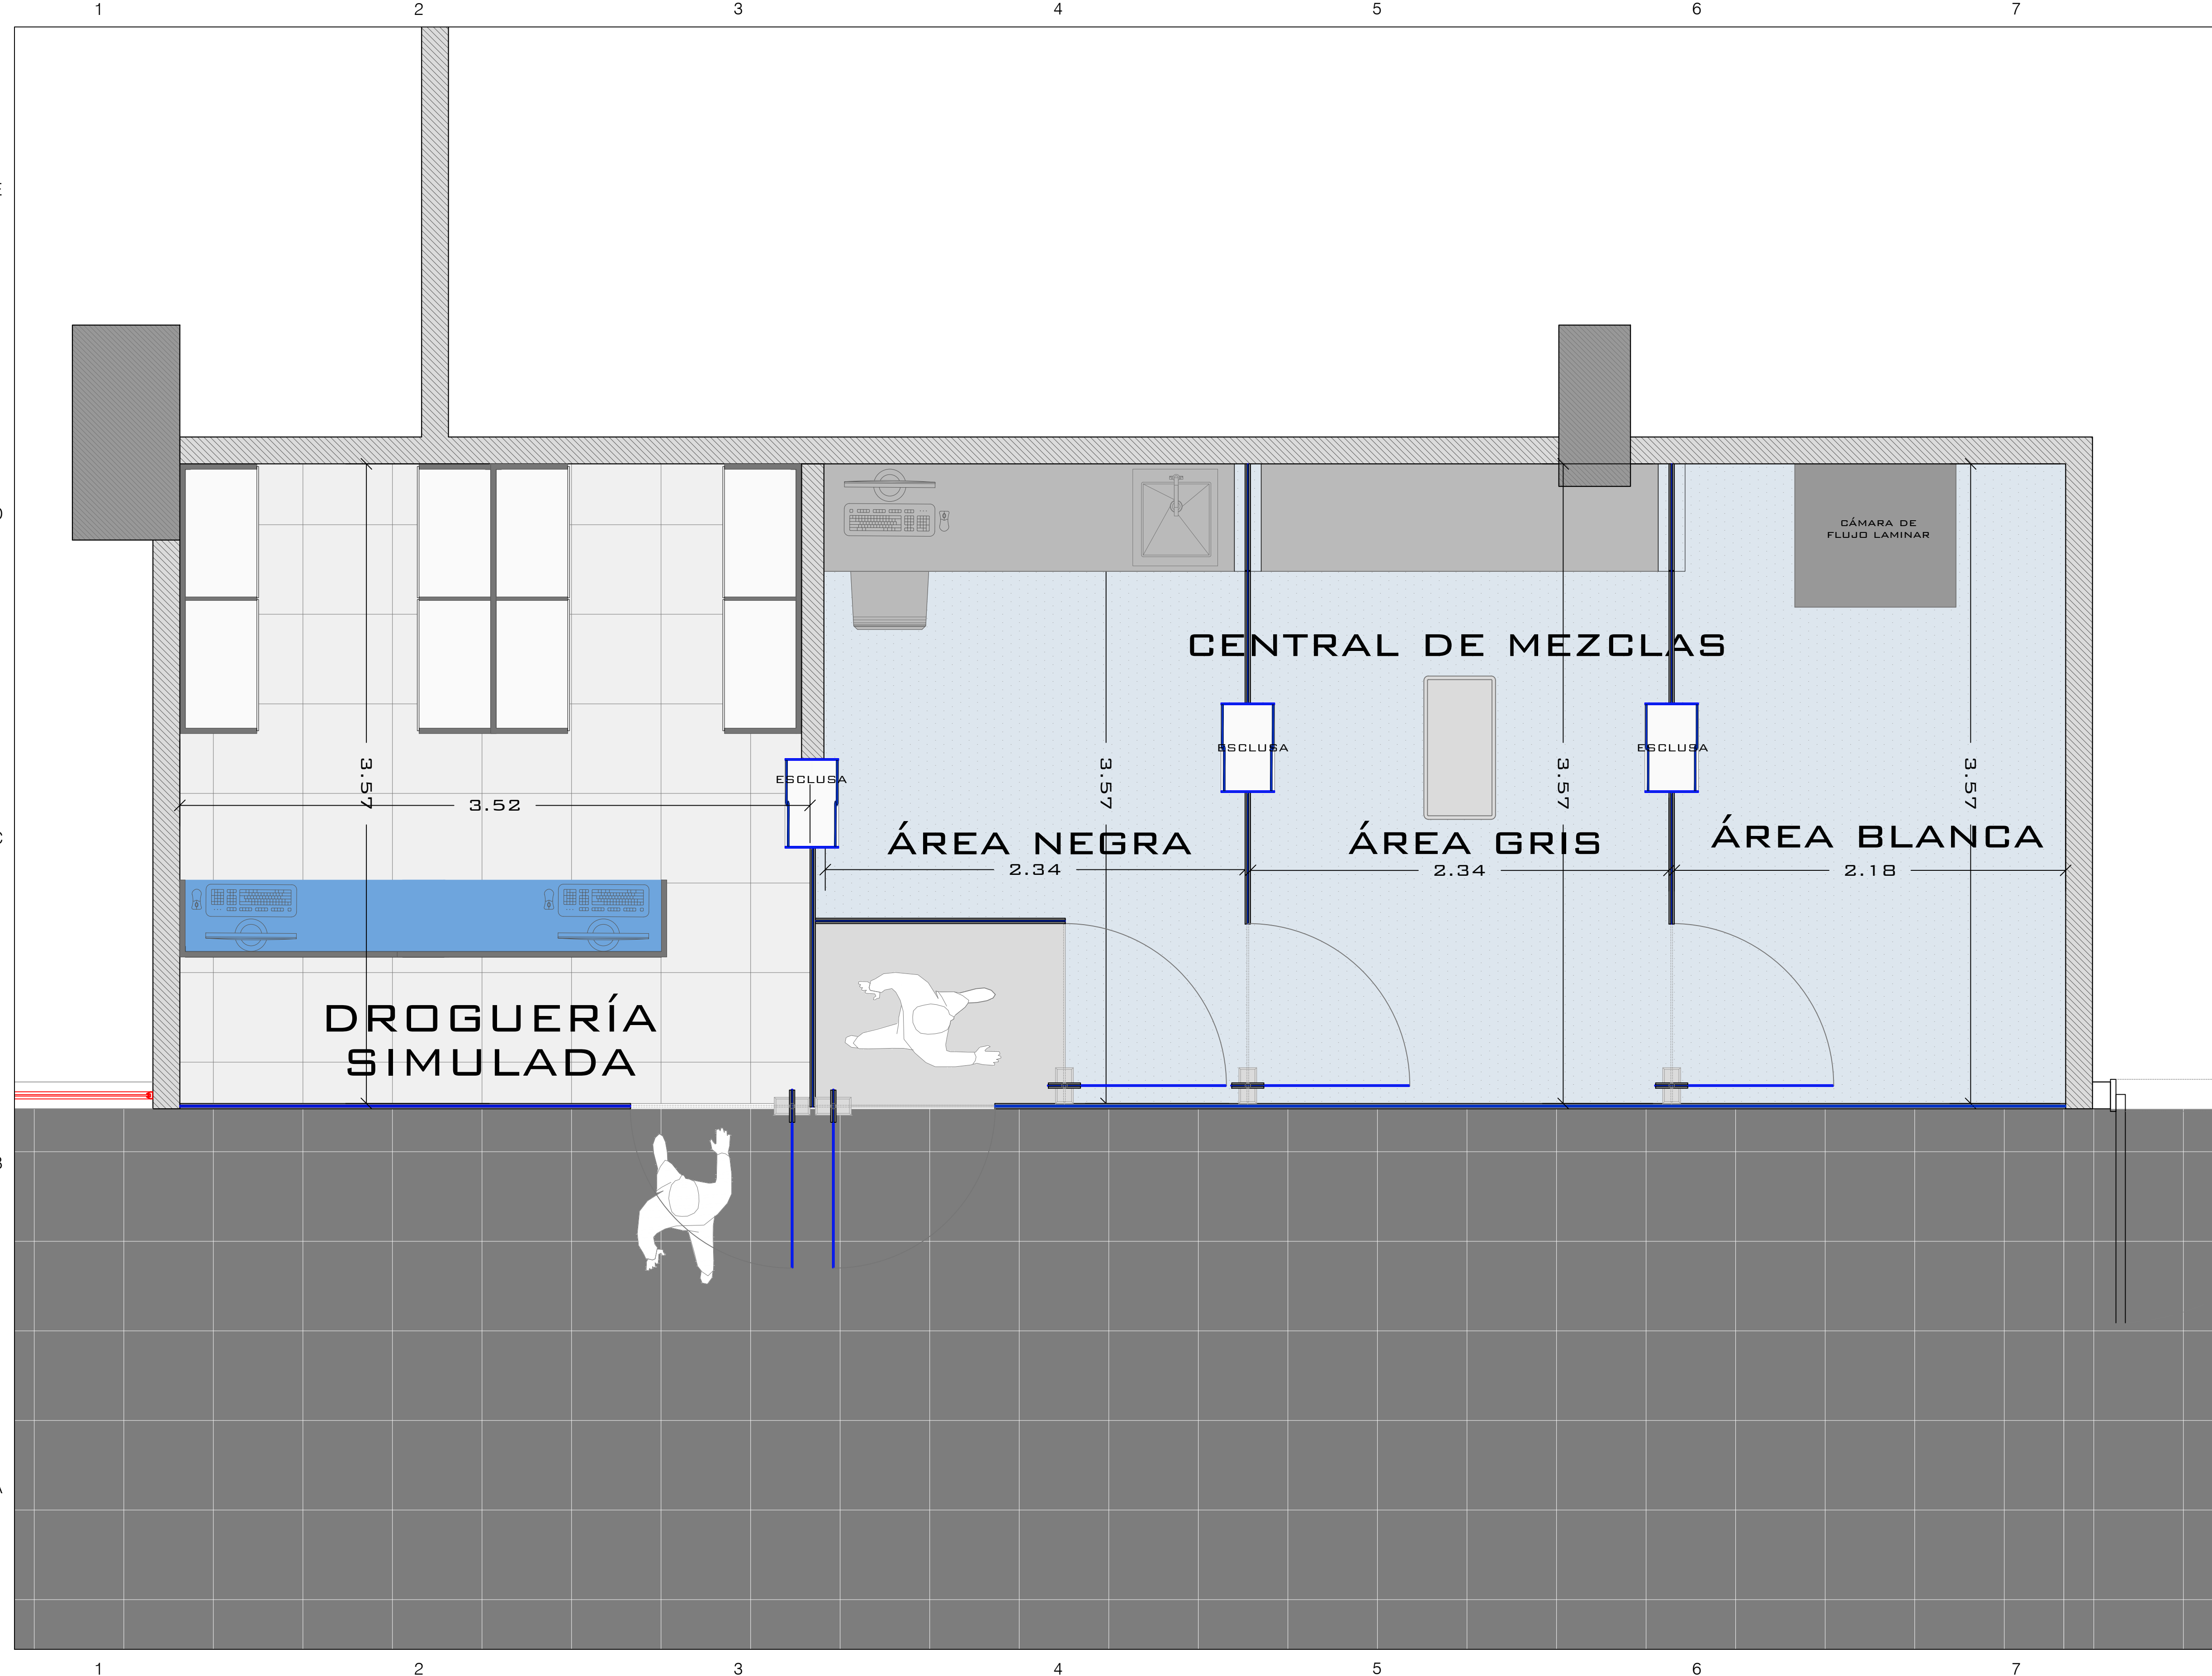 1 2 3 4 5 6 7
E
D
CÁMARA DE
FLUJO LAMINAR
CENTRAL DE MEZCLAS
ESCLUSA
ESCLUSA
ESCLUSA
3.57
3.57
3.57
3.57
3.52
C
ÁREA NEGRA
ÁREA GRIS
ÁREA BLANCA
2.34
2.34
2.18
DROGUERÍA
SIMULADA
B
A
1 2 3 4 5 6 7